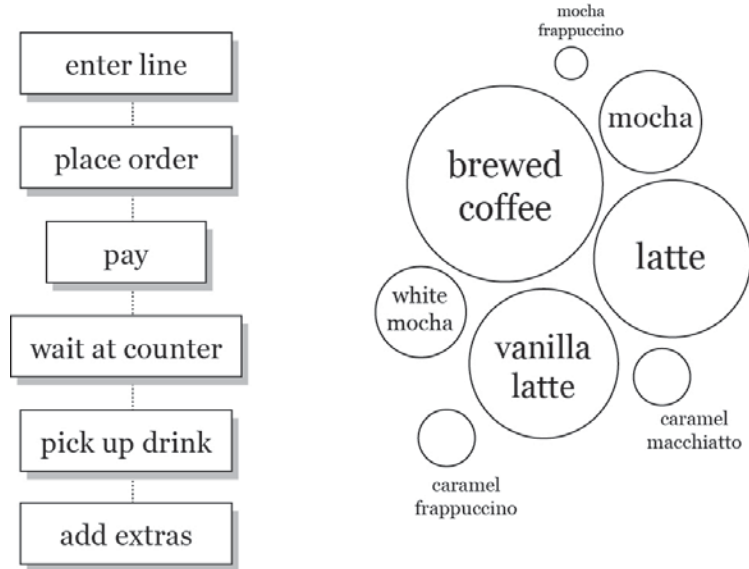 enter line
place order
pay
wait at counter
pick up drink
add extras
mocha
frappuccino
mocha
brewed
coffee
latte
white
mocha
vanilla
latte
caramel
macchiatto
caramel
frappuccino